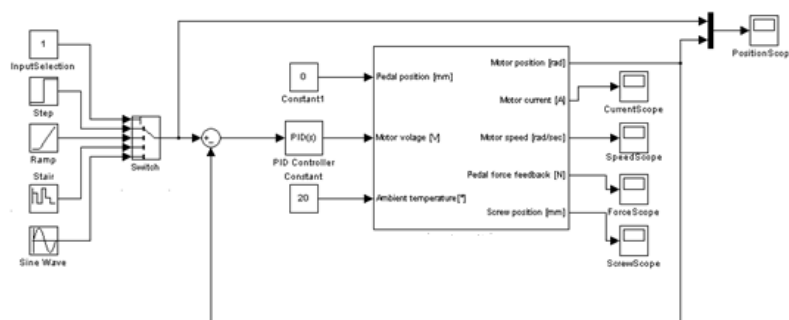 1
InputSelection
Step
Ramp
Stair
Sine Wave
Switch
0
Constant1
PID(s)
PID Controller
Constant
20
Pedal position [mm]
Motor volage [V]
Ambient temperature[°]
Motor position [rad]
Motor current [A]
Motor speed [rad/sec]
Pedal force feedback [N]
Screw position [mm]
PositionScop
CurrentScope
SpeedScope
ForceScope
ScrewScope